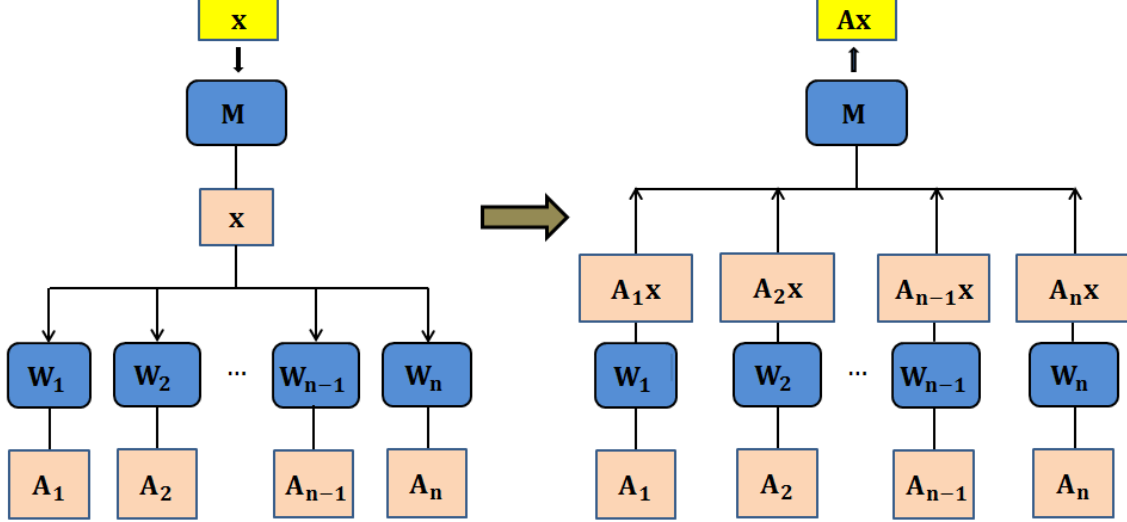 x
M
x
W₁ W₂ ... Wₙ₋₁ Wₙ
A₁ A₂ Aₙ₋₁ Aₙ
Ax
M
A₁x A₂x Aₙ₋₁x Aₙx
W₁ W₂ ... Wₙ₋₁ Wₙ
A₁ A₂ Aₙ₋₁ Aₙ